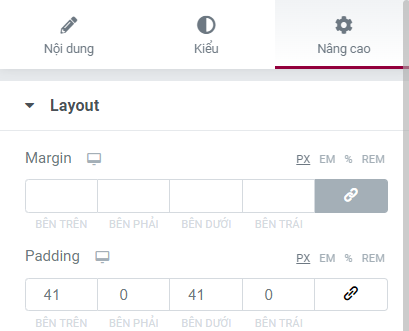 Nội dung Kiểu Nâng cao
Layout
Margin PX EM % REM
BÊN TRÊN BÊN PHẢI BÊN DƯỚI BÊN TRÁI
Padding PX EM % REM
41 0 41 0
BÊN TRÊN BÊN PHẢI BÊN DƯỚI BÊN TRÁI